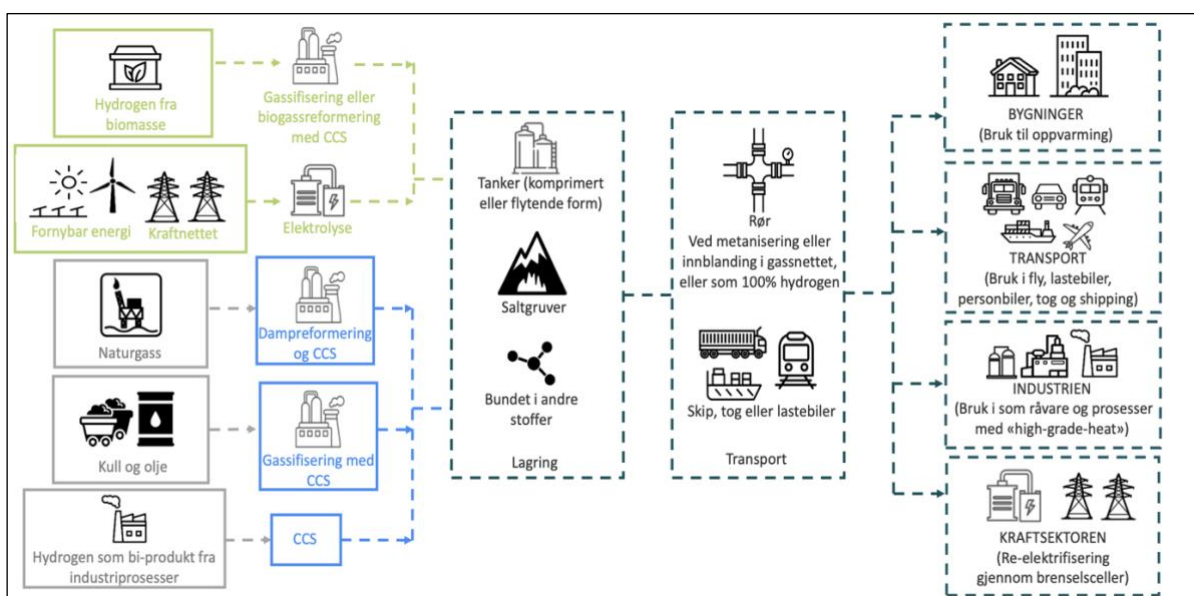 Hydrogen fra
biomasse
Gassifisering eller
biogassreformering
med CCS
Fornybar energi
Kraftnettet
Elektrolyse
Naturgass
Dampreformering
og CCS
Kull og olje
Gassifisering med
CCS
Hydrogen som bi-produkt fra
industriprosesser
CCS
Tanker (komprimert
eller flytende form)
Saltgruver
Bundet i andre
stoffer
Lagring
Rør
Ved metanisering eller
innblanding i gassnettet,
eller som 100% hydrogen
Skip, tog eller lastebiler
Transport
BYGNINGER
(Bruk til oppvarming)
TRANSPORT
(Bruk i fly, lastebiler,
personbiler, tog og shipping)
INDUSTRIEN
(Bruk i som råvare og prosesser
med «high-grade-heat»)
KRAFTSEKTOREN
(Re-elektrifisering
gjennom brenselsceller)